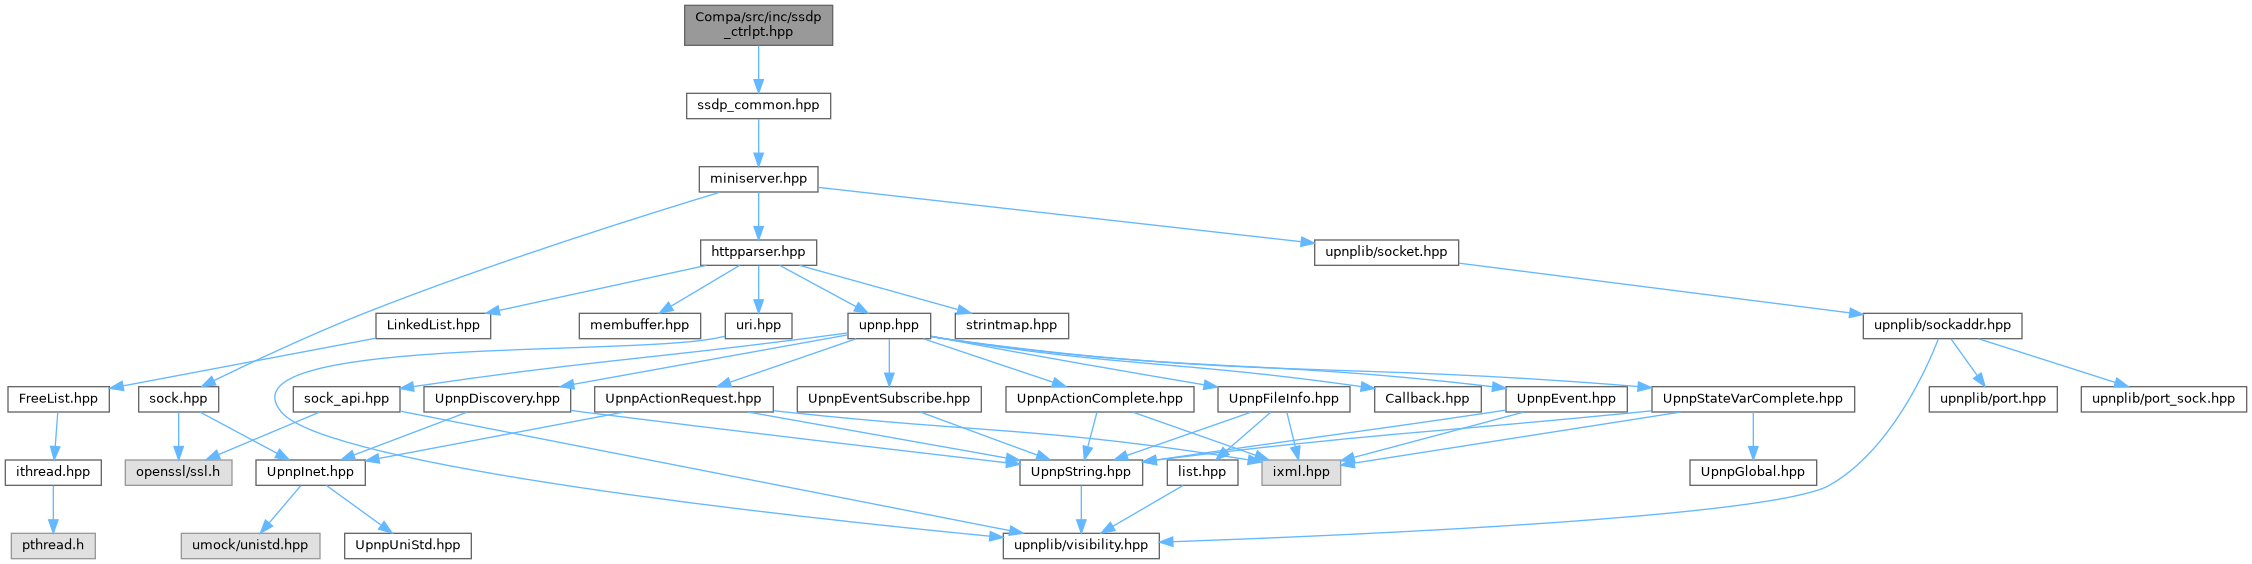 Compa/src/inc/ssdp
_ctrlpt.hpp
ssdp_common.hpp
miniserver.hpp
httpparser.hpp
upnplib/socket.hpp
LinkedList.hpp
membuffer.hpp
uri.hpp
upnp.hpp
strintmap.hpp
upnplib/sockaddr.hpp
FreeList.hpp
sock.hpp
sock_api.hpp
UpnpDiscovery.hpp
UpnpActionRequest.hpp
UpnpEventSubscribe.hpp
UpnpActionComplete.hpp
UpnpFileInfo.hpp
Callback.hpp
UpnpEvent.hpp
UpnpStateVarComplete.hpp
upnplib/port.hpp
upnplib/port_sock.hpp
ithread.hpp
openssl/ssl.h
UpnpInet.hpp
UpnpString.hpp
list.hpp
ixml.hpp
UpnpGlobal.hpp
pthread.h
umock/unistd.hpp
UpnpUniStd.hpp
upnplib/visibility.hpp